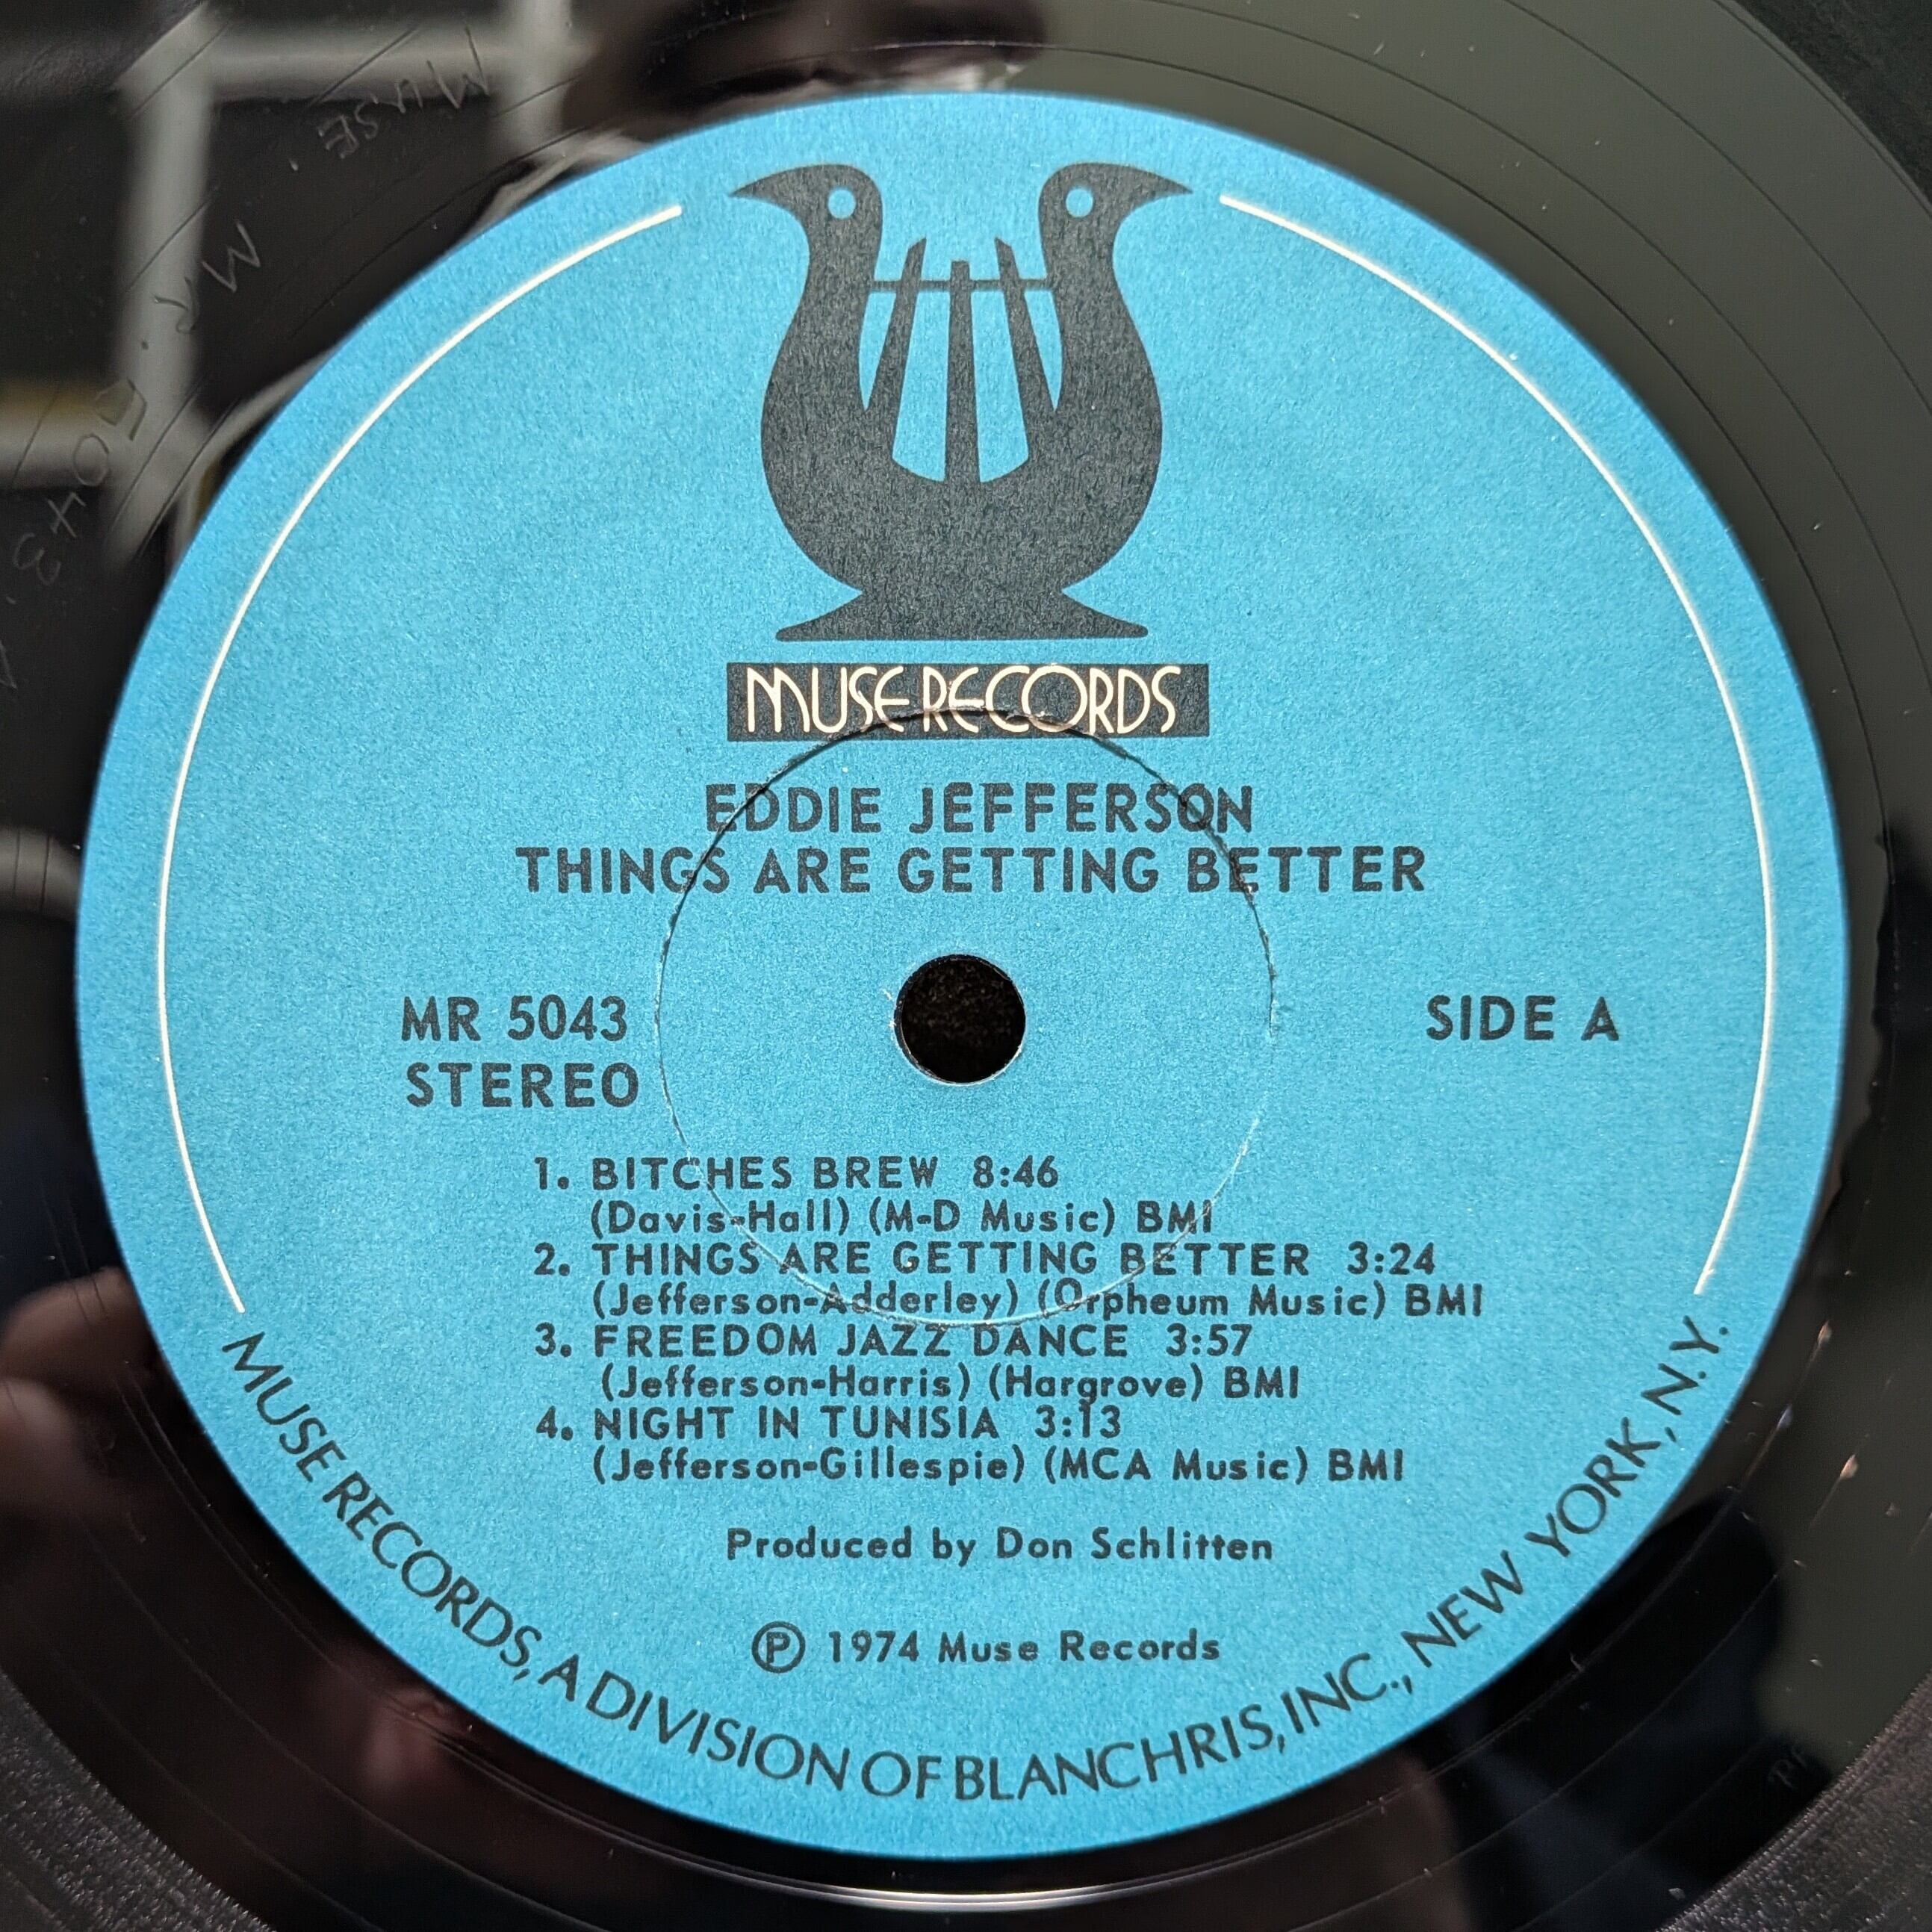 MUSE . MR . 5043 . A
MUSE RECORDS
EDDIE JEFFERSON
THINGS ARE GETTING BETTER
MR 5043
STEREO
SIDE A
1. BITCHES BREW 8:46
(Davis-Hall) (M-D Music) BMI
2. THINGS ARE GETTING BETTER 3:24
(Jefferson-Adderley) (Orpheum Music) BMI
3. FREEDOM JAZZ DANCE 3:57
(Jefferson-Harris) (Hargrove) BMI
4. NIGHT IN TUNISIA 3:13
(Jefferson-Gillespie) (MCA Music) BMI
Produced by Don Schlitten
℗ 1974 Muse Records
MUSE RECORDS, A DIVISION OF BLANCHRIS, INC., NEW YORK, N.Y.